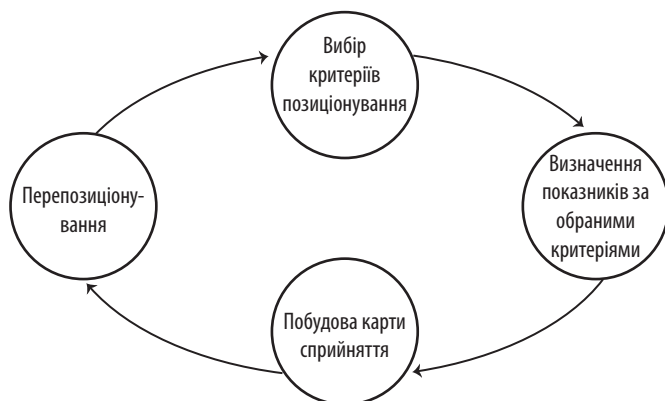 Вибір
критеріїв
позиціонування
Визначення
показників за
обраними
критеріями
Побудова карти
сприйняття
Перепозиціону-
вання